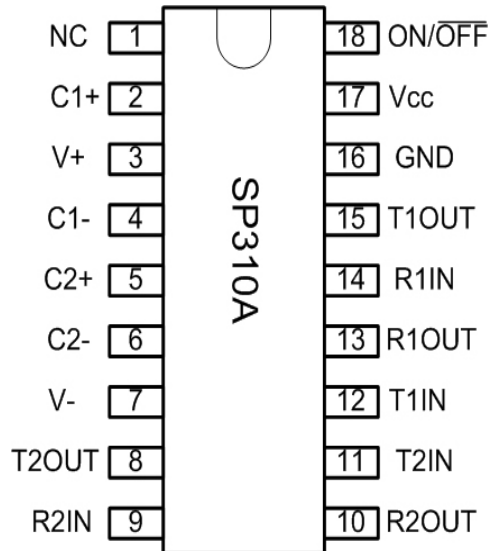 NC 1 18 ON/OFF
C1+ 2 17 Vcc
V+ 3 16 GND
C1- 4 15 T1OUT
SP310A
C2+ 5 14 R1IN
C2- 6 13 R1OUT
V- 7 12 T1IN
T2OUT 8 11 T2IN
R2IN 9 10 R2OUT